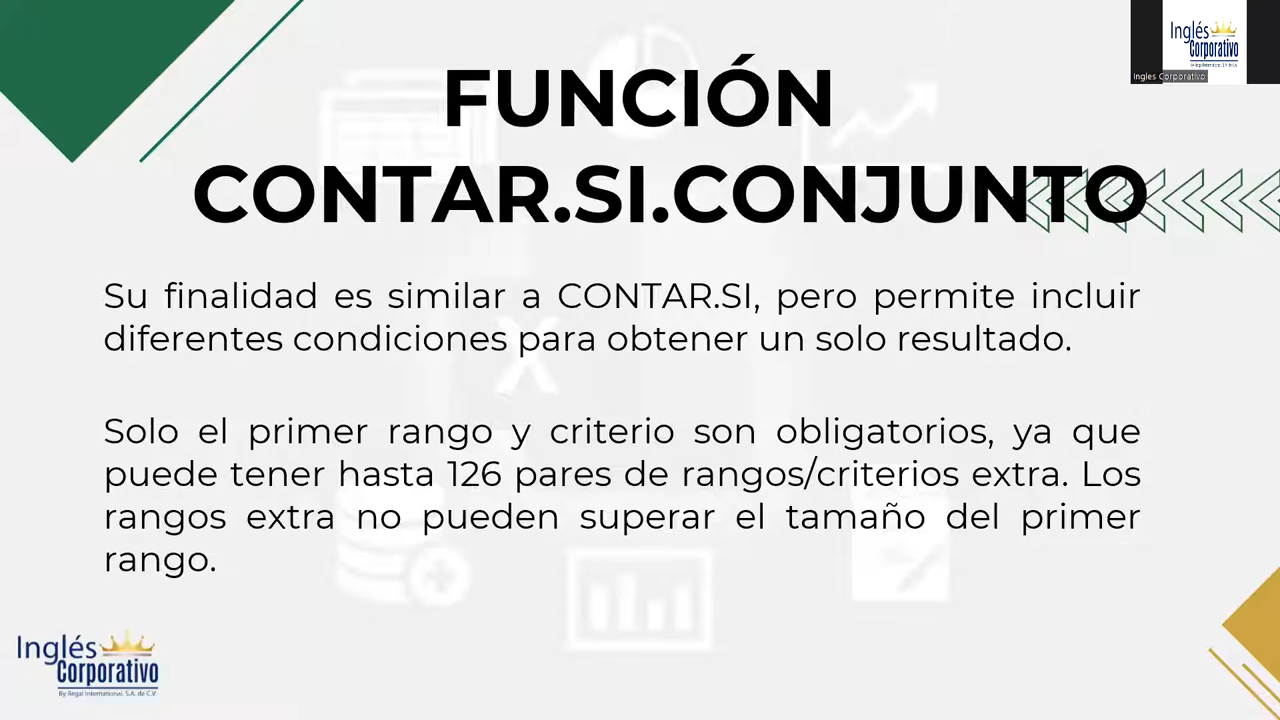 Inglés
Corporativo
Ingles Corporativo
FUNCIÓN
CONTAR.SI.CONJUNTO
Su finalidad es similar a CONTAR.SI, pero permite incluir
diferentes condiciones para obtener un solo resultado.
Solo el primer rango y criterio son obligatorios, ya que
puede tener hasta 126 pares de rangos/criterios extra. Los
rangos extra no pueden superar el tamaño del primer
rango.
Inglés
Corporativo
By Regal International, S.A. de C.V